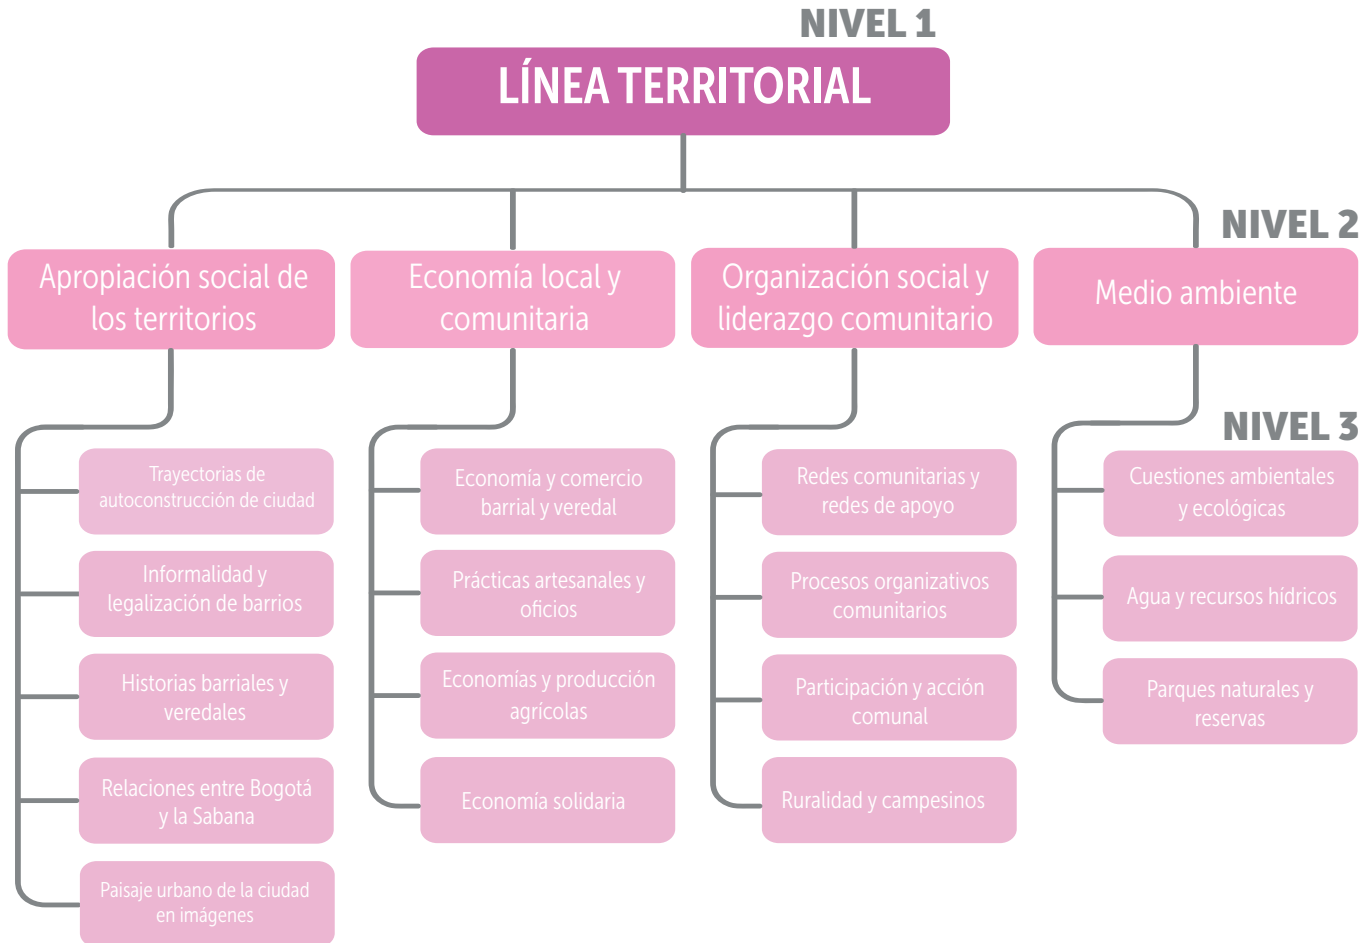 NIVEL 1
LÍNEA TERRITORIAL
NIVEL 2
Apropiación social de
los territorios
Economía local y
comunitaria
Organización social y
liderazgo comunitario
Medio ambiente
NIVEL 3
Trayectorias de
autoconstrucción de ciudad
Informalidad y
legalización de barrios
Historias barriales y
veredales
Relaciones entre Bogotá
y la Sabana
Paisaje urbano de la ciudad
en imágenes
Economía y comercio
barrial y veredal
Prácticas artesanales y
oficios
Economías y producción
agrícolas
Economía solidaria
Redes comunitarias y
redes de apoyo
Procesos organizativos
comunitarios
Participación y acción
comunal
Ruralidad y campesinos
Cuestiones ambientales
y ecológicas
Agua y recursos hídricos
Parques naturales y
reservas